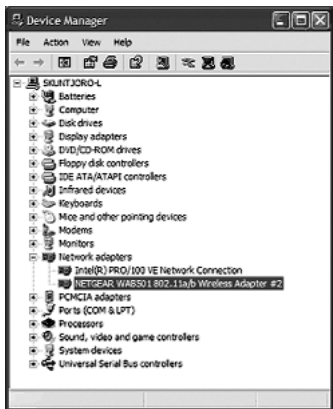 Device Manager
File Action View Help
SKUNTJORO-L
Batteries
Computer
Disk drives
Display adapters
DVD/CD-ROM drives
Floppy disk controllers
IDE ATA/ATAPI controllers
Infrared devices
Keyboards
Mice and other pointing devices
Modems
Monitors
Network adapters
Intel(R) PRO/100 VE Network Connection
NETGEAR WAB501 802.11a/b Wireless Adapter #2
PCMCIA adapters
Ports (COM & LPT)
Processors
Sound, video and game controllers
System devices
Universal Serial Bus controllers